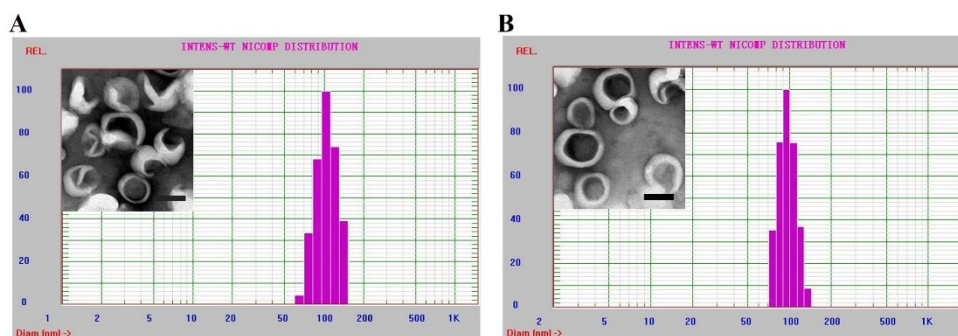 A
INTENS-WT NICOMP DISTRIBUTION
REL.
100
80
60
40
20
0
1 2 5 10 20 50 100 200 500 1K
Diam (nm) ->
B
INTENS-WT NICOMP DISTRIBUTION
REL.
100
80
60
40
20
0
2 5 10 20 50 100 200 500 1K
Diam (nm) ->